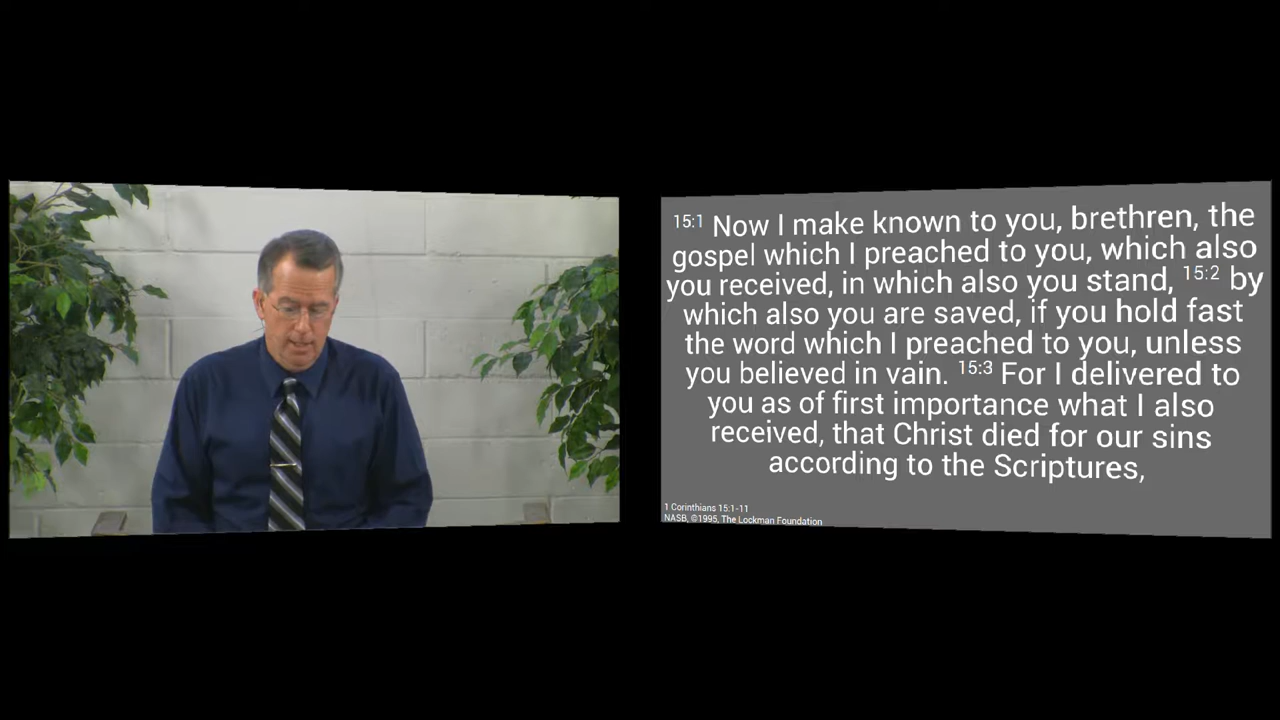 15:1 Now I make known to you, brethren, the
gospel which I preached to you, which also
you received, in which also you stand, 15:2 by
which also you are saved, if you hold fast
the word which I preached to you, unless
you believed in vain. 15:3 For I delivered to
you as of first importance what I also
received, that Christ died for our sins
according to the Scriptures,
1 Corinthians 15:1-11
NASB, ©1995, The Lockman Foundation